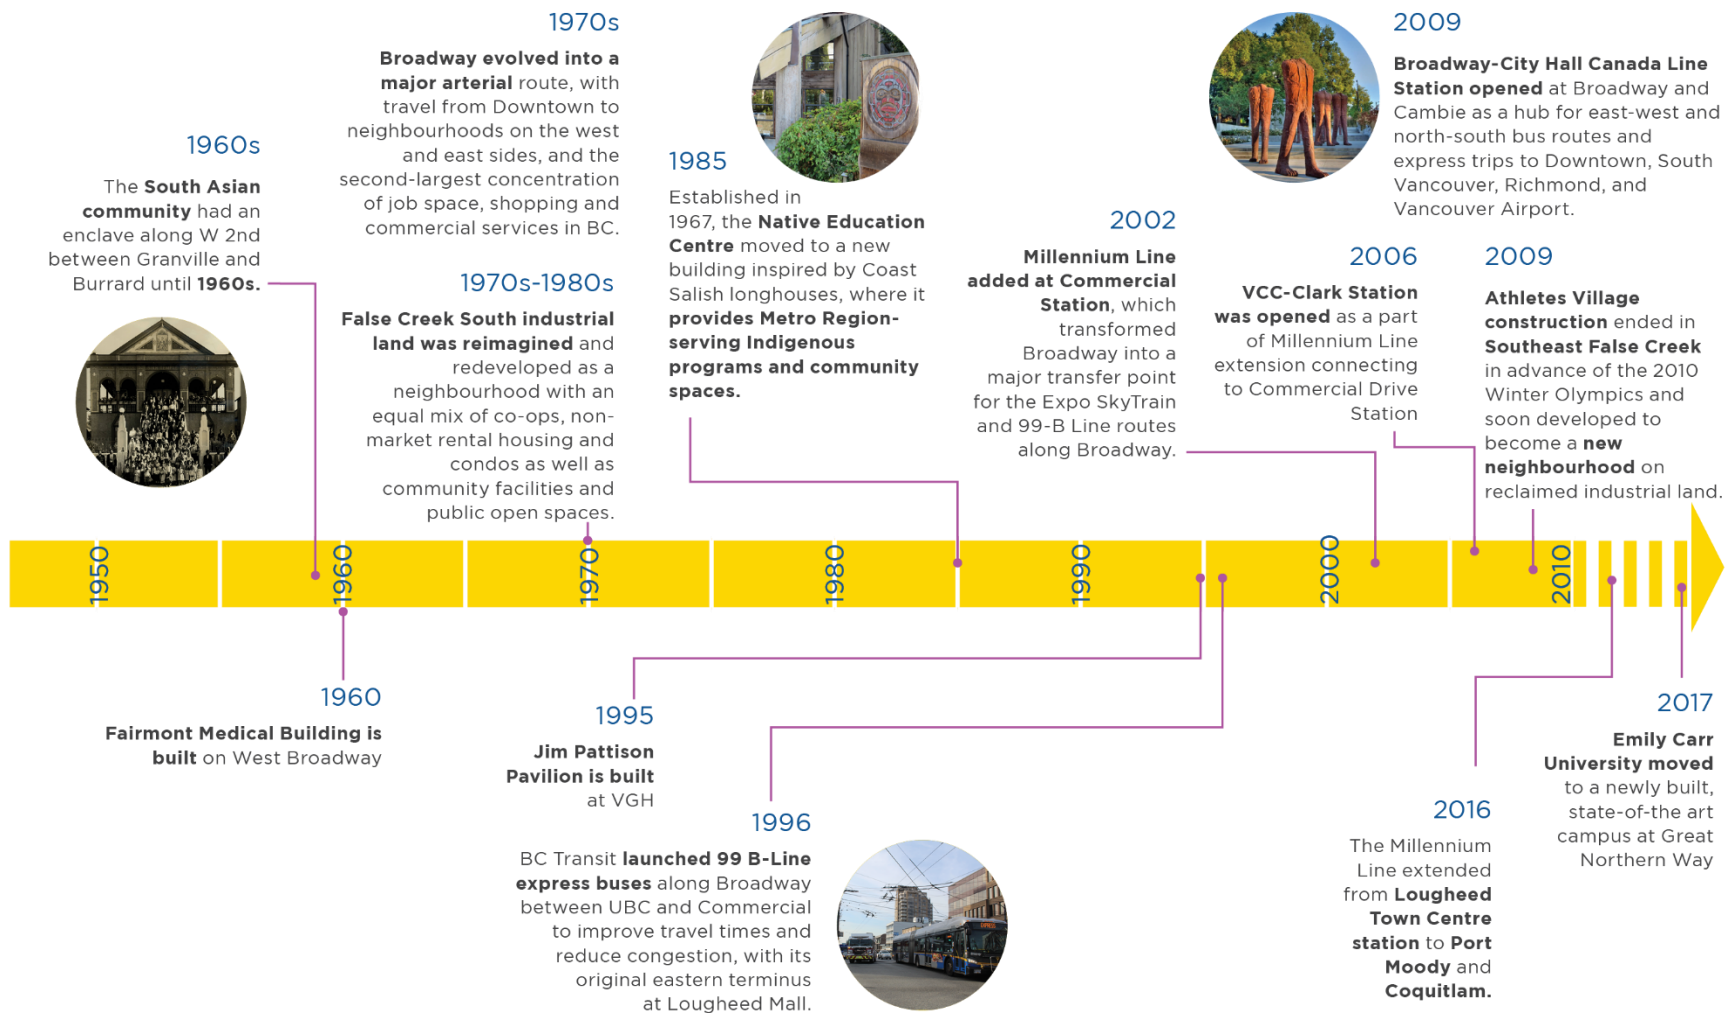 1960s
The South Asian
community had an
enclave along W 2nd
between Granville and
Burrard until 1960s.
1970s
Broadway evolved into a
major arterial route, with
travel from Downtown to
neighbourhoods on the west
and east sides, and the
second-largest concentration
of job space, shopping and
commercial services in BC.
1970s-1980s
False Creek South industrial
land was reimagined and
redeveloped as a
neighbourhood with an
equal mix of co-ops, non-
market rental housing and
condos as well as
community facilities and
public open spaces.
1985
Established in
1967, the Native Education
Centre moved to a new
building inspired by Coast
Salish longhouses, where it
provides Metro Region-
serving Indigenous
programs and community
spaces.
2002
Millennium Line
added at Commercial
Station, which
transformed
Broadway into a
major transfer point
for the Expo SkyTrain
and 99-B Line routes
along Broadway.
2009
Broadway-City Hall Canada Line
Station opened at Broadway and
Cambie as a hub for east-west and
north-south bus routes and
express trips to Downtown, South
Vancouver, Richmond, and
Vancouver Airport.
2006
VCC-Clark Station
was opened as a part
of Millennium Line
extension connecting
to Commercial Drive
Station
2009
Athletes Village
construction ended in
Southeast False Creek
in advance of the 2010
Winter Olympics and
soon developed to
become a new
neighbourhood on
reclaimed industrial land.
1950
1960
1970
1980
1990
2000
2010
1960
Fairmont Medical Building is
built on West Broadway
1995
Jim Pattison
Pavilion is built
at VGH
1996
BC Transit launched 99 B-Line
express buses along Broadway
between UBC and Commercial
to improve travel times and
reduce congestion, with its
original eastern terminus
at Lougheed Mall.
2016
The Millennium
Line extended
from Lougheed
Town Centre
station to Port
Moody and
Coquitlam.
2017
Emily Carr
University moved
to a newly built,
state-of-the art
campus at Great
Northern Way